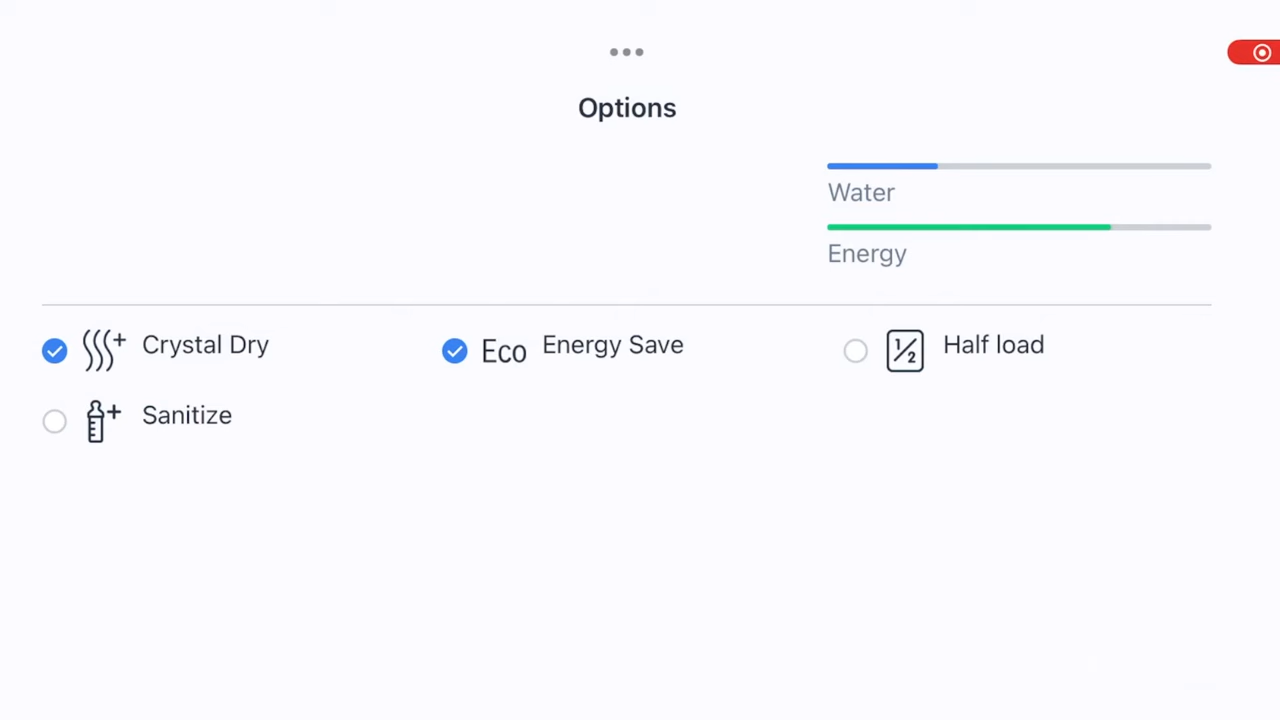 Options
Water
Energy
Crystal Dry
Eco Energy Save
1/2 Half load
Sanitize